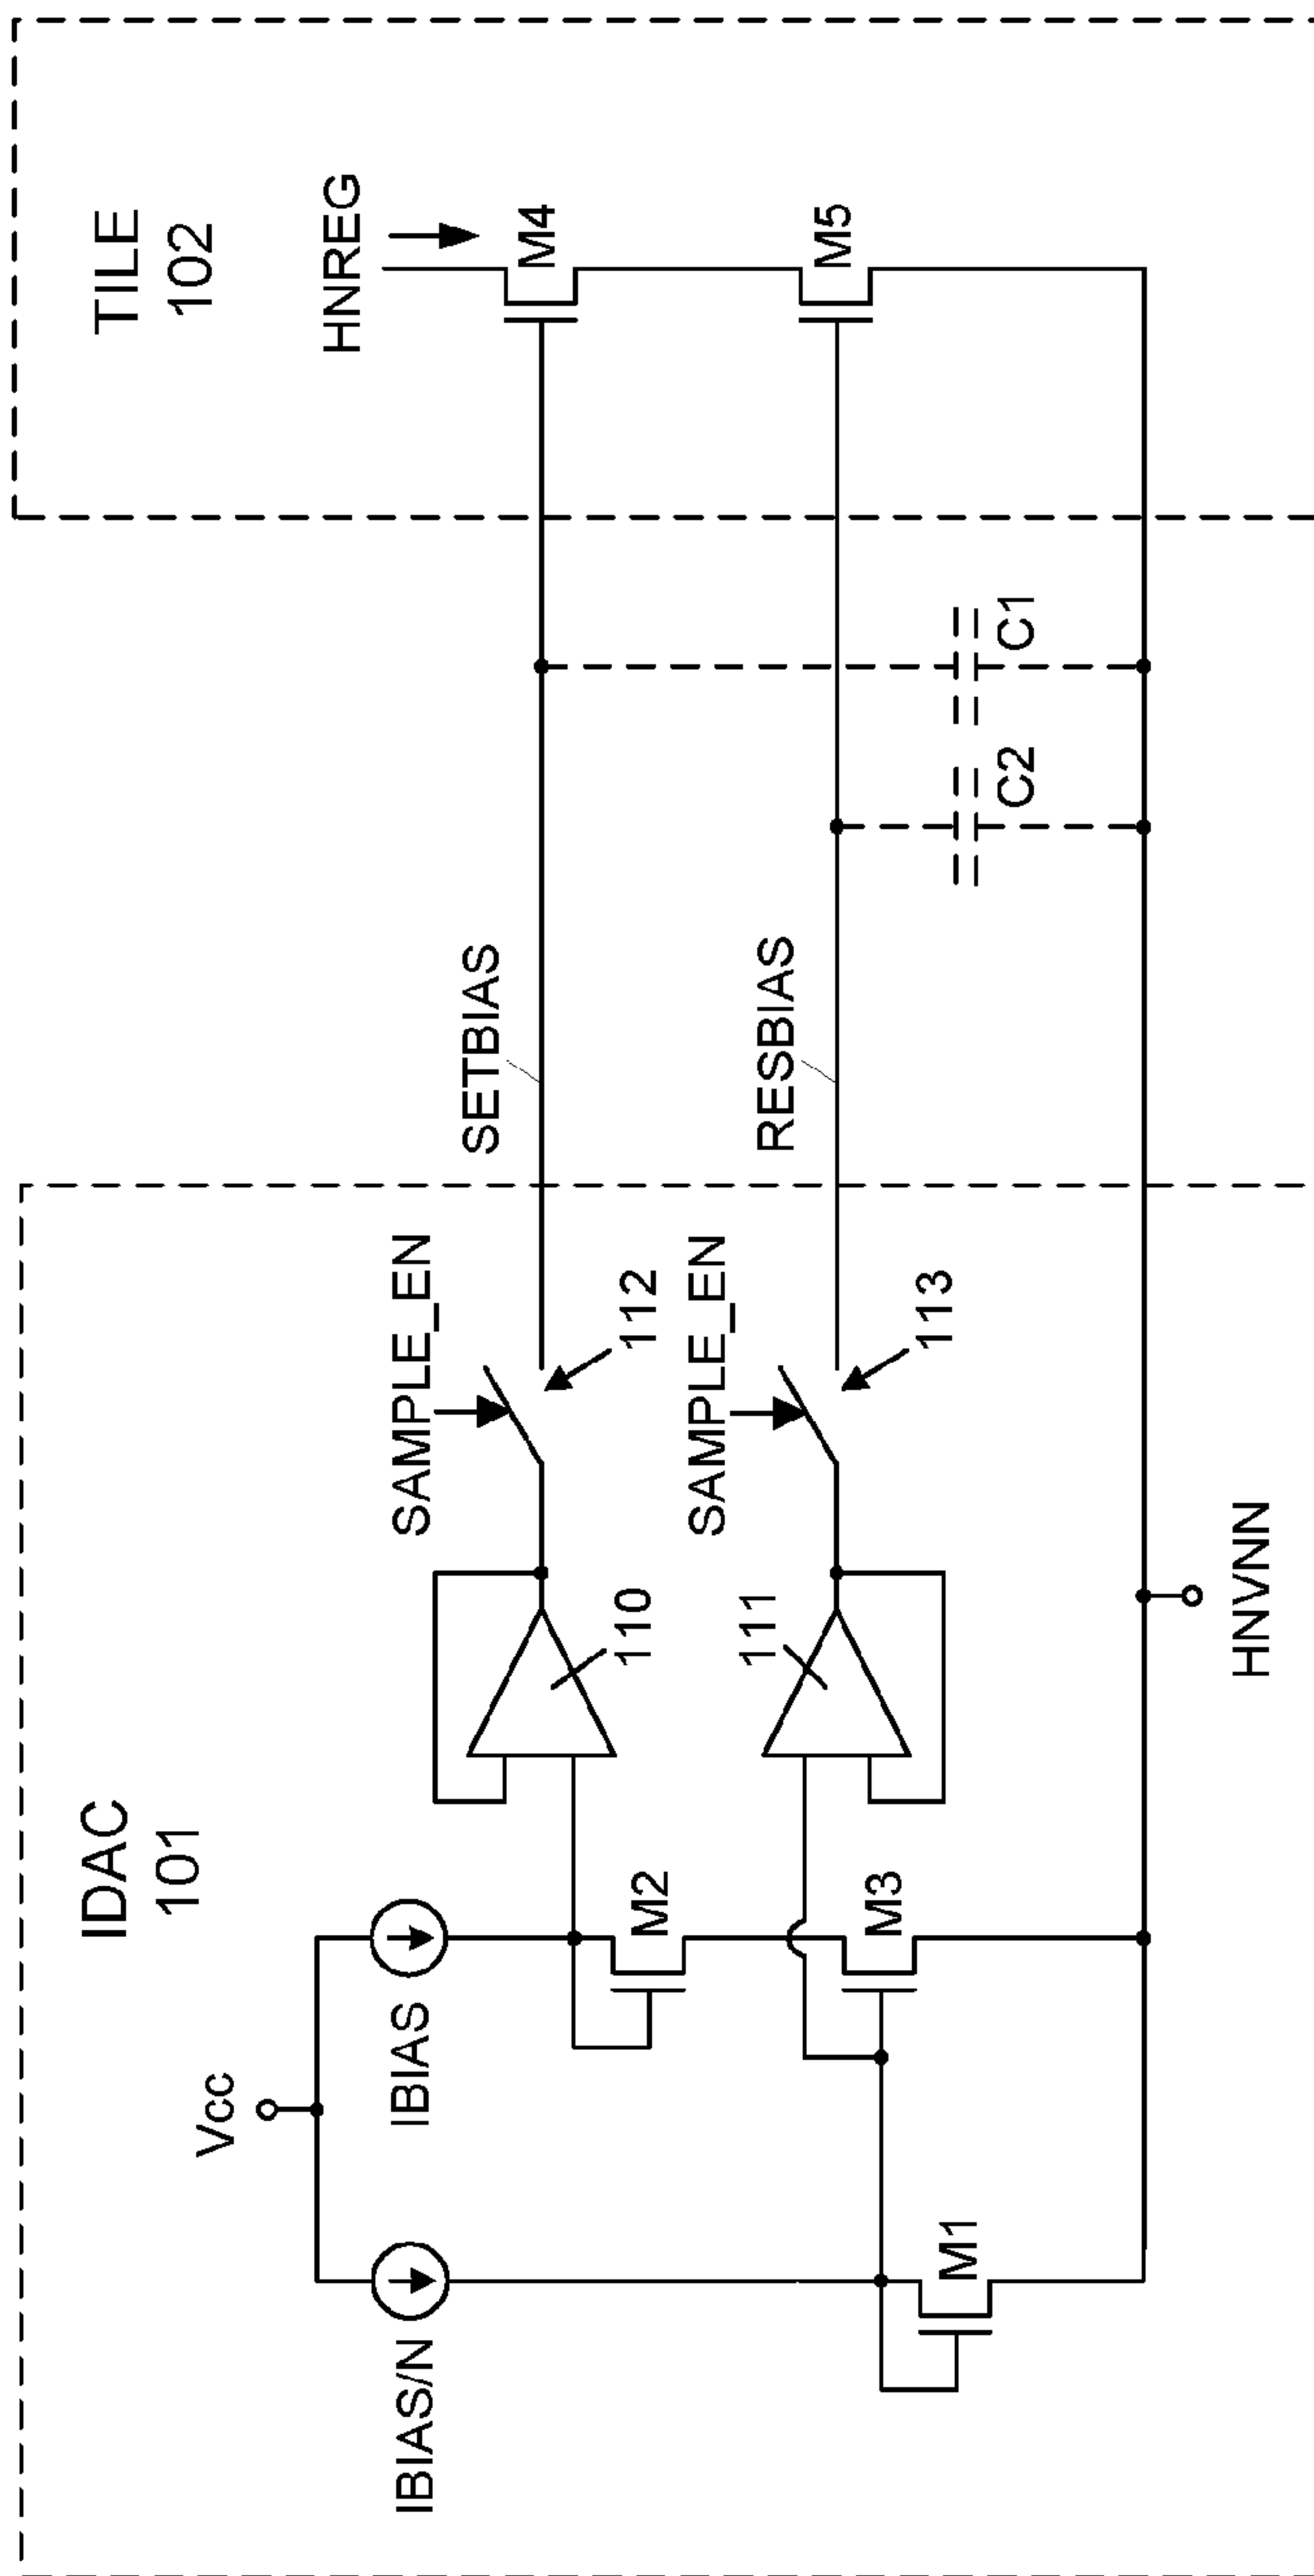 IDAC
101
TILE
102
Vcc
IBIAS/N
IBIAS
M1
M2
M3
110
111
SAMPLE_EN
112
SAMPLE_EN
113
SETBIAS
RESBIAS
C2
C1
HNREG
M4
M5
HNVNN